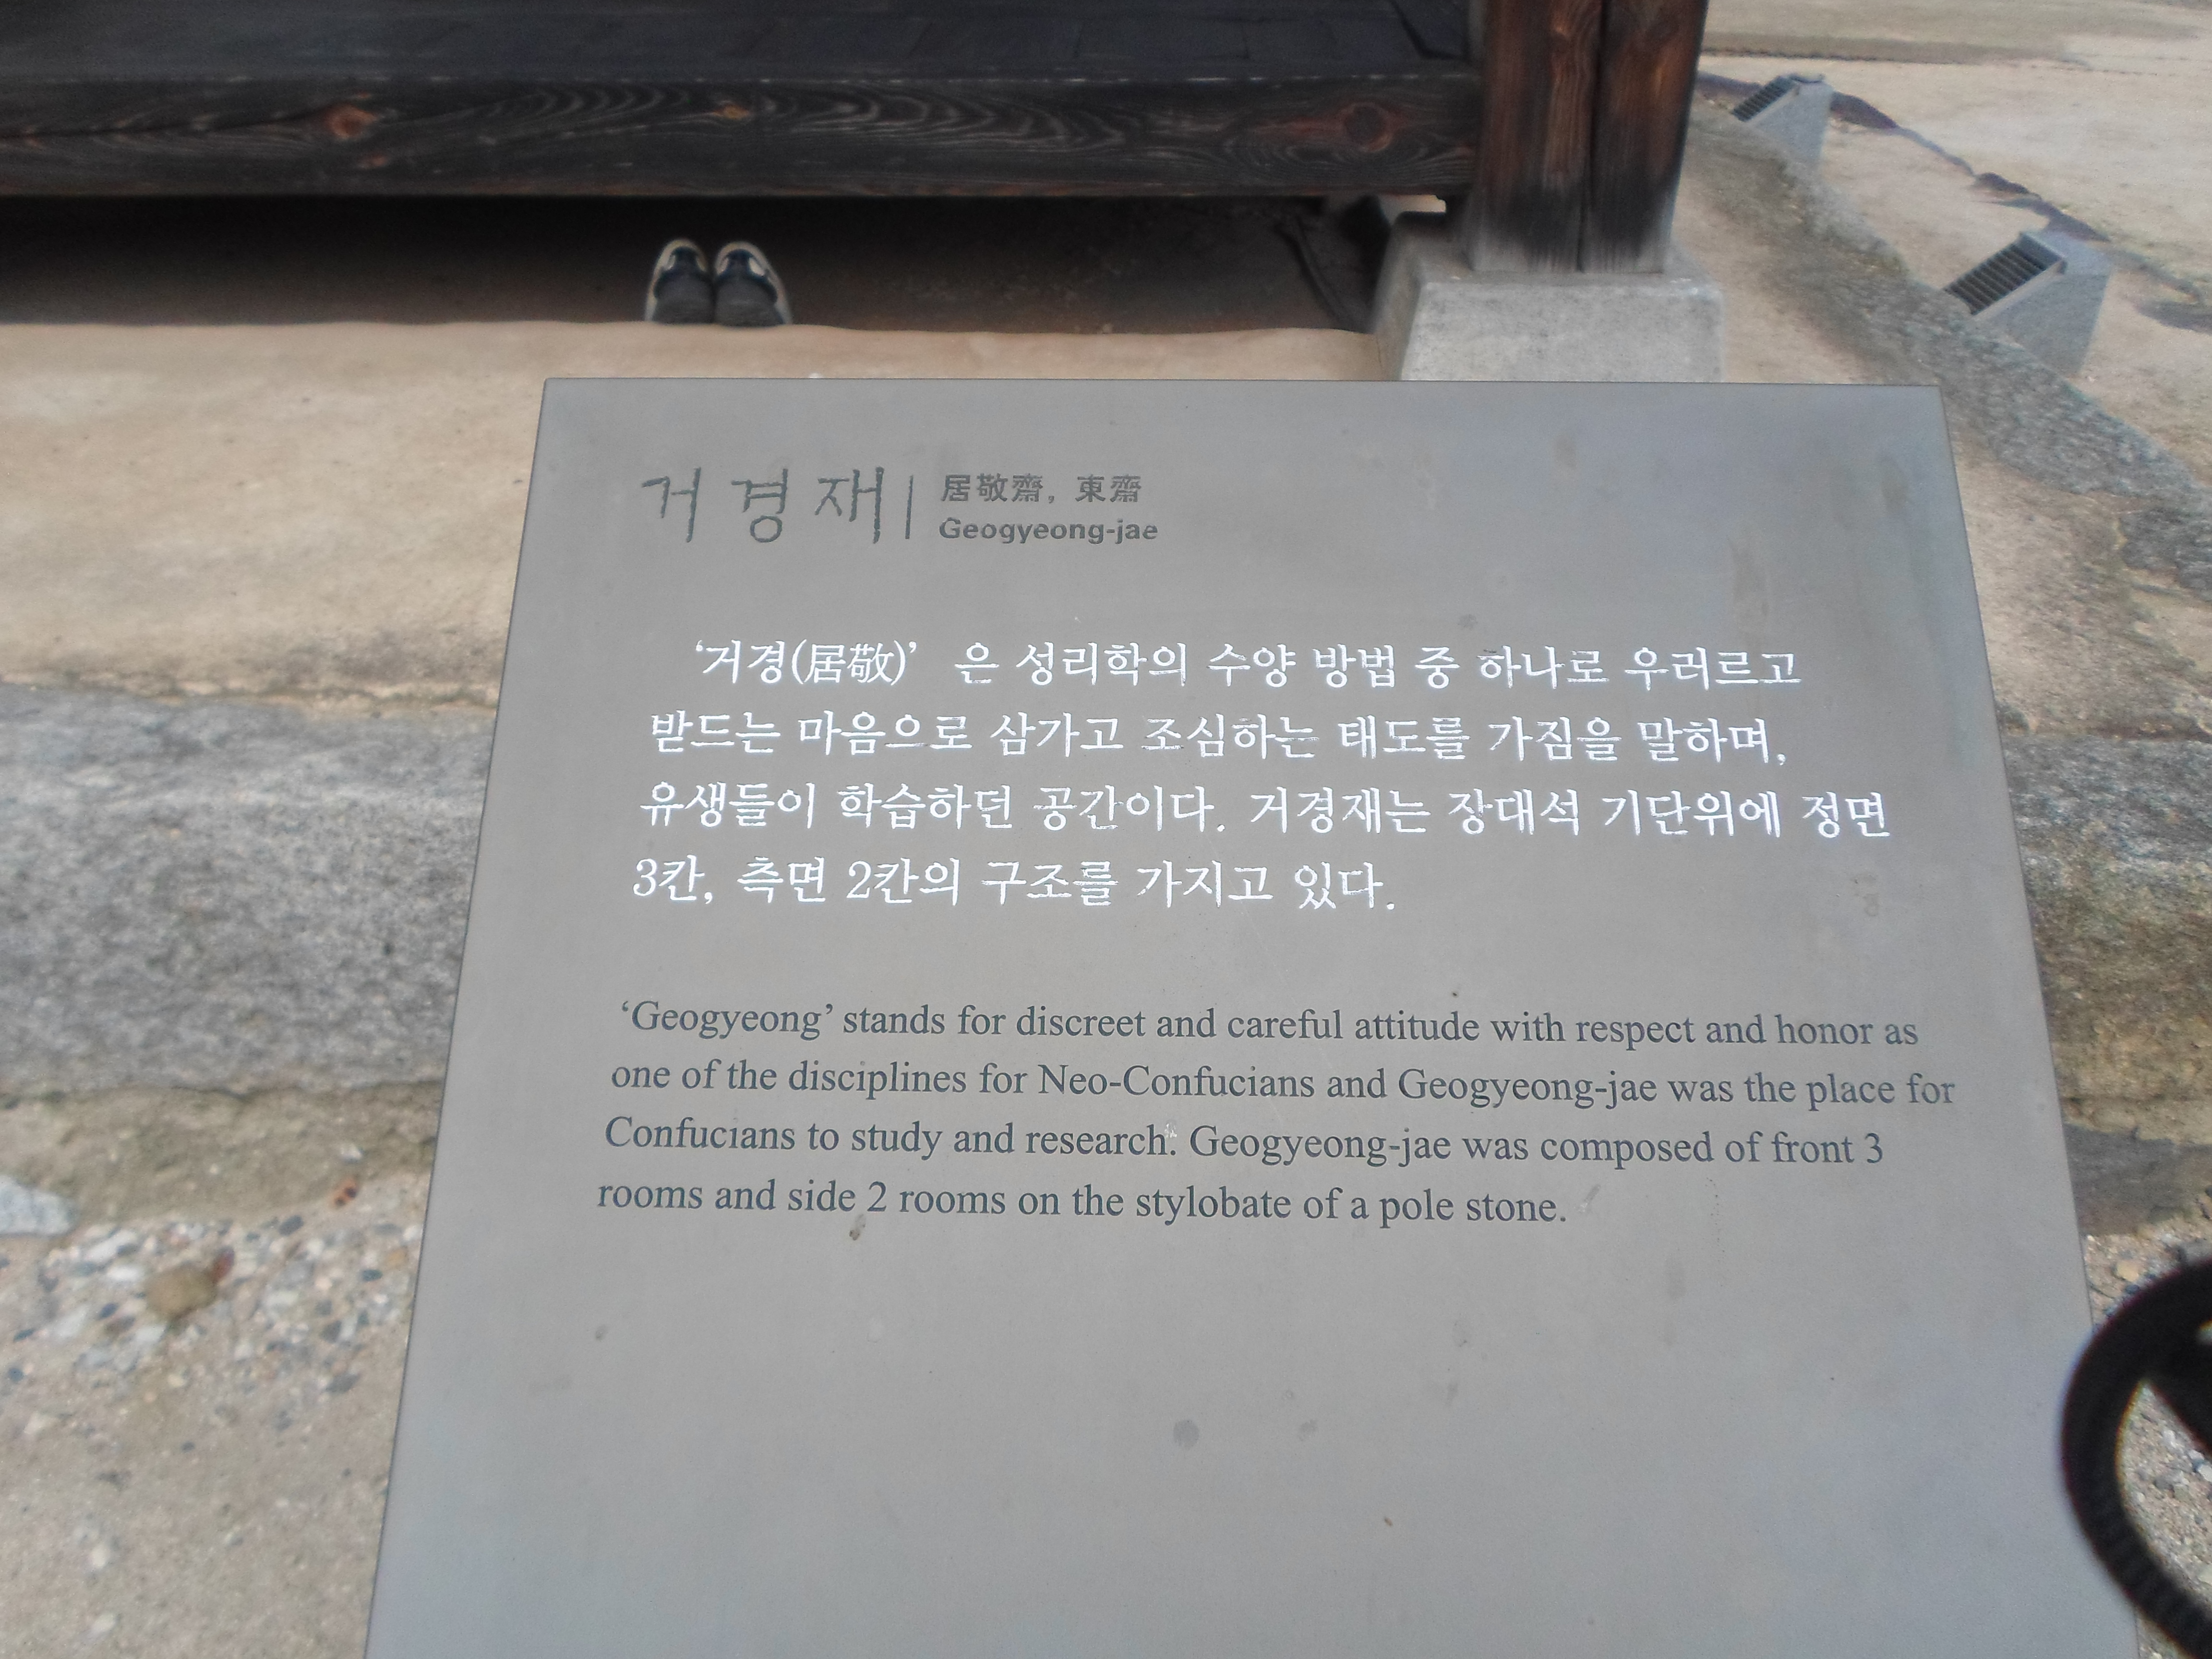 거경재
居敬齋, 東齋
Geogyeong-jae
‘거경(居敬)’ 은 성리학의 수양 방법 중 하나로 우러르고
받드는 마음으로 삼가고 조심하는 태도를 가짐을 말하며,
유생들이 학습하던 공간이다. 거경재는 장대석 기단위에 정면
3칸, 측면 2칸의 구조를 가지고 있다.
‘Geogyeong’ stands for discreet and careful attitude with respect and honor as
one of the disciplines for Neo-Confucians and Geogyeong-jae was the place for
Confucians to study and research. Geogyeong-jae was composed of front 3
rooms and side 2 rooms on the stylobate of a pole stone.